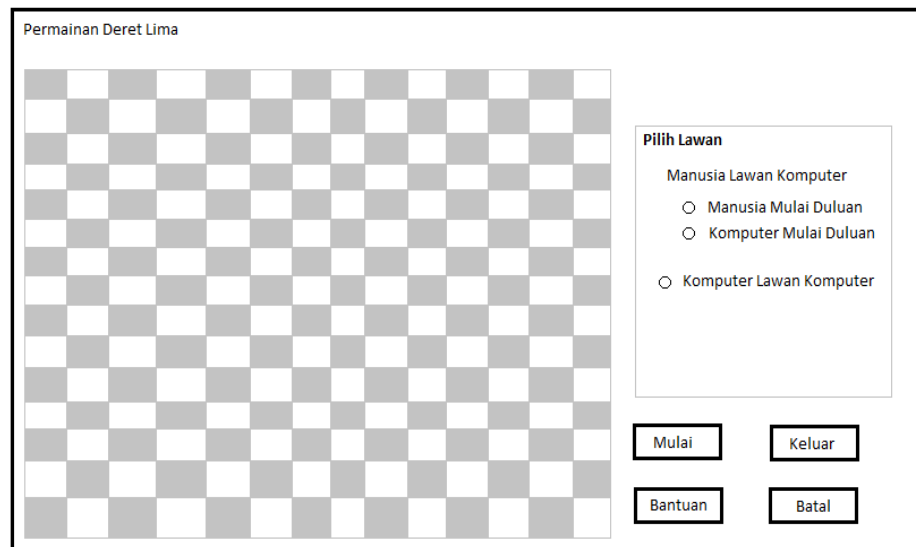 Permainan Deret Lima
Pilih Lawan
Manusia Lawan Komputer
Manusia Mulai Duluan
Komputer Mulai Duluan
Komputer Lawan Komputer
Mulai
Keluar
Bantuan
Batal